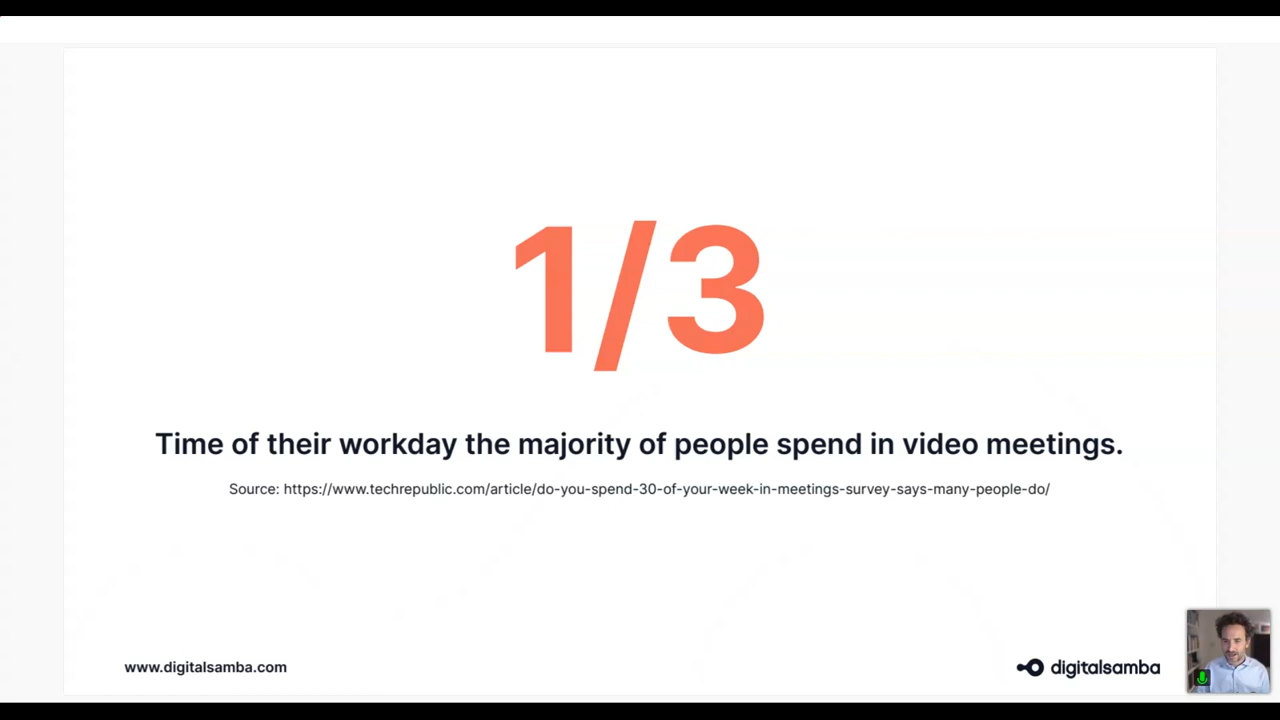 1/3
Time of their workday the majority of people spend in video meetings.
Source: https://www.techrepublic.com/article/do-you-spend-30-of-your-week-in-meetings-survey-says-many-people-do/
www.digitalsamba.com
digitalsamba